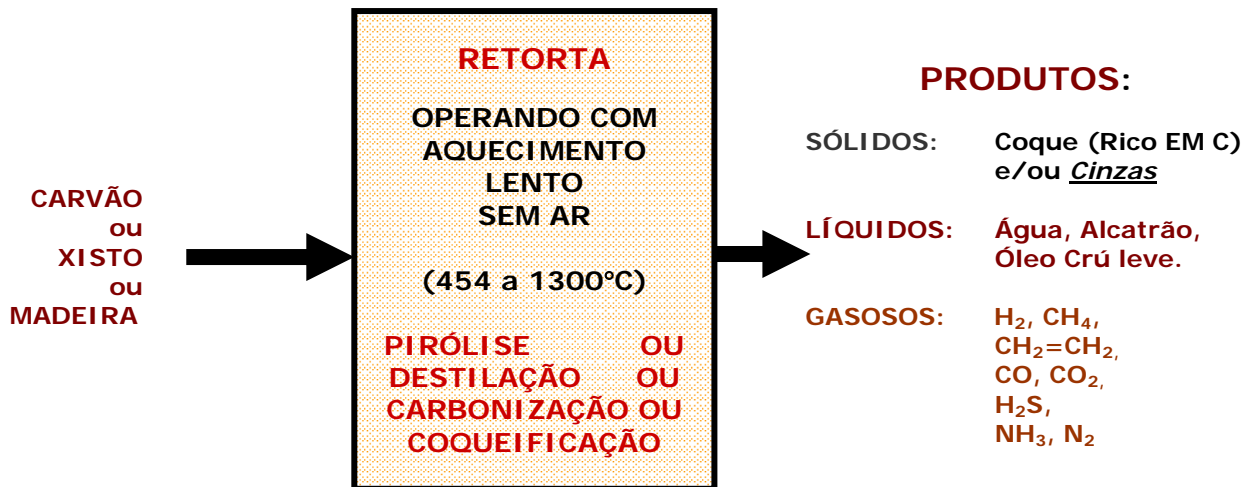 CARVÃO
ou
XISTO
ou
MADEIRA
RETORTA
OPERANDO COM
AQUECIMENTO
LENTO
SEM AR
(454 a 1300°C)
PIRÓLISE OU
DESTILAÇÃO OU
CARBONIZAÇÃO OU
COQUEIFICAÇÃO
PRODUTOS:
SÓLIDOS: Coque (Rico EM C)
e/ou Cinzas
LÍQUIDOS: Água, Alcatrão,
Óleo Crú leve.
GASOSOS: H₂, CH₄,
CH₂=CH₂,
CO, CO₂,
H₂S,
NH₃, N₂